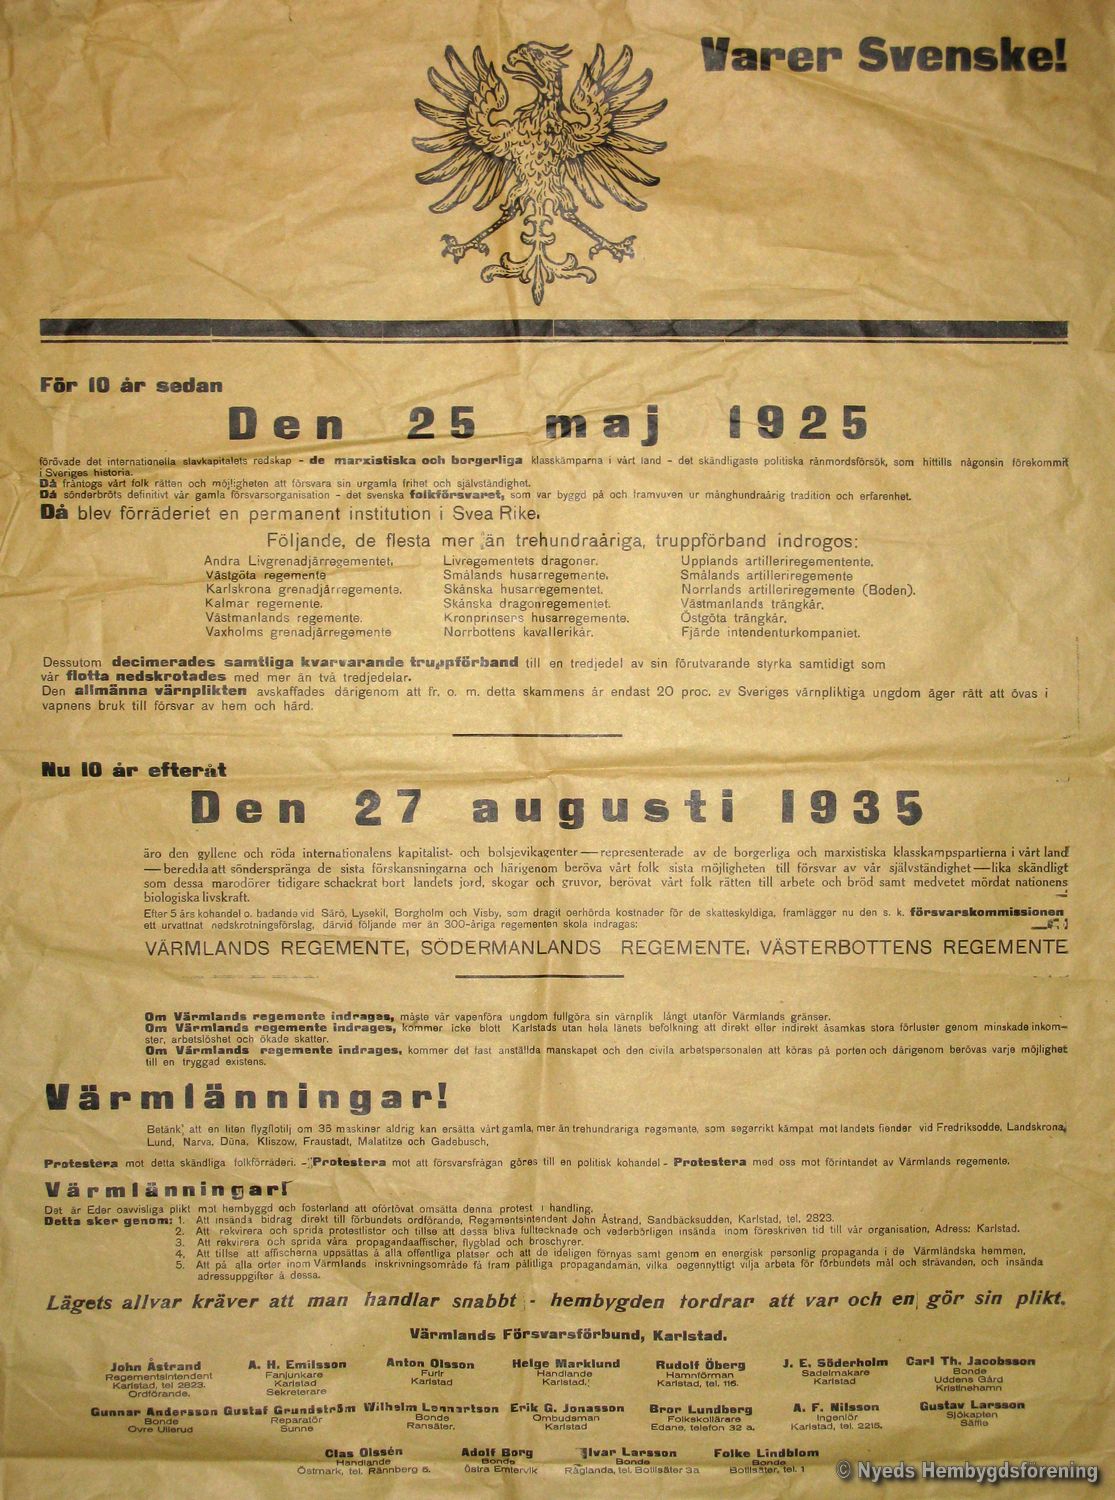 Varer Svenske!
För 10 år sedan
Den 25 maj 1925
förövade det internationella slavkapitalets redskap - de marxistiska och borgerliga klasskämparna i vårt land - det skändligaste politiska rånmordsförsök, som hittills någonsin förekommit
i Sveriges historia.
Då fråntogs vårt folk rätten och möjligheten att försvara sin urgamla frihet och självständighet.
Då sönderbröts definitivt vår gamla försvarsorganisation - det svenska folkförsvaret, som var byggd på och framvuxen ur månghundraårig tradition och erfarenhet.
Då blev förräderiet en permanent institution i Svea Rike.
Följande, de flesta mer än trehundraåriga, truppförband indrogos:
Andra Livgrenadjärregementet. Livregementets dragoner. Upplands artilleriregementente.
Västgöta regemente Smålands husarregemente. Smålands artilleriregemente
Karlskrona grenadjärregemente. Skånska husarregementet. Norrlands artilleriregemente (Boden).
Kalmar regemente. Skånska dragonregementet. Västmanlands trängkår.
Västmanlands regemente. Kronprinsens husarregemente. Östgöta trängkår.
Vaxholms grenadjärregemente Norrbottens kavallerikår. Fjärde intendenturkompaniet.
Dessutom decimerades samtliga kvarvarande truppförband till en tredjedel av sin förutvarande styrka samtidigt som
vår flotta nedskrotades med mer än två tredjedelar.
Den allmänna värnplikten avskaffades därigenom att fr. o. m. detta skammens år endast 20 proc. av Sveriges värnpliktiga ungdom äger rätt att övas i
vapnens bruk till försvar av hem och härd.
Nu 10 år efteråt
Den 27 augusti 1935
äro den gyllene och röda internationalens kapitalist- och bolsjevikagenter — representerade av de borgerliga och marxistiska klasskampspartierna i vårt land
— beredda att söndersspränga de sista förskansningarna och härigenom beröva vårt folk sista möjligheten till försvar av vår självständighet — lika skändligt
som dessa marodörer tidigare schackrat bort landets jord, skogar och gruvor, berövat vårt folk rätten till arbete och bröd samt medvetet mördat nationens
biologiska livskraft.
Efter 5 års kohandel o. badande vid Särö, Lysekil, Borgholm och Visby, som dragit oerhörda kostnader för de skatteskyldiga, framlägger nu den s. k. försvarskommissionen
ett urvattnat nedskrotningsförslag, därvid följande mer än 300-åriga regementen skola indragas:
VÄRMLANDS REGEMENTE, SÖDERMANLANDS REGEMENTE, VÄSTERBOTTENS REGEMENTE
Om Värmlands regemente indrages, måste vår vapenföra ungdom fullgöra sin värnplik långt utanför Värmlands gränser.
Om Värmlands regemente indrages, kommer icke blott Karlstads utan hela länets befolkning att direkt eller indirekt åsamkas stora förluster genom minskade inkom-
ster, arbetslöshet och ökade skatter.
Om Värmlands regemente indrages, kommer det fast anställda manskapet och den civila arbetspersonalen att köras på porten och därigenom berövas varje möjlighet
till en tryggad existens.
Värmlänningar!
Betänk, att en liten flygflotilj om 36 maskiner aldrig kan ersätta vårt gamla, mer än trehundrariga regemente, som segerrikt kämpat mot landets fiender vid Fredriksodde, Landskrona,
Lund, Narva, Düna, Kliszow, Fraustadt, Malatitze och Gadebusch.
Protestera mot detta skändliga folkförräderi. - Protestera mot att försvarsfrågan göres till en politisk kohandel - Protestera med oss mot förintandet av Värmlands regemente.
Värmlänningar!
Det är Eder oavvisliga plikt mot hembyggd och fosterland att oförtövat omsätta denna protest i handling.
Detta sker genom: 1. Att insända bidrag direkt till förbundets ordförande, Regementsintendent John Åstrand, Sandbäcksudden, Karlstad, tel. 2823.
2. Att rekvirera och sprida protestlistor och tillse att dessa bliva fulltecknade och vederbörligen insända inom föreskriven tid till vår organisation, Adress: Karlstad.
3. Att rekvirera och sprida våra propagandaaffischer, flygblad och broschyrer.
4. Att tillse att affischerna uppsättas å alla offentliga platser och att de ideligen förnyas samt genom en energisk personlig propaganda i de Värmländska hemmen.
5. Att på alla orter inom Värmlands inskrivningsområde få fram pålitliga propagandamän, vilka oegennyttigt vilja arbeta för förbundets mål och strävanden, och insända
adressuppgifter å dessa.
Lägets allvar kräver att man handlar snabbt - hembygden fordrar att var och en gör sin plikt.
Värmlands Försvarsförbund, Karlstad.
John Åstrand A. H. Emilsson Anton Olsson Helge Marklund Rudolf Öberg J. E. Söderholm Carl Th. Jacobsson
Regementsintendent Fanjunkare Furir Handlande Hamnförman Sadelmakare Bonde
Karlstad, tel 2823. Karlstad Karlstad Karlstad. Karlstad, tel. 116. Karlstad Uddens Gård
Ordförande. Sekreterare Kristinehamn
Gunnar Andersson Gustaf Grundström Wilhelm Lennartson Erik G. Jonasson Bror Lundberg A. F. Nilsson Gustav Larsson
Bonde Reparatör Bonde Ombudsman Folkskollärare Ingeniör Sjökapten
Övre Ullerud Sunne Ransäter. Karlstad Edane, telefon 32 a. Karlstad, tel. 2215. Säffle
Clas Olssén Adolf Borg Ilvar Larsson Folke Lindblom
Handlande Bonde Bonde Bonde
Östmark, tel. Rännberg 5. Östra Emtervik Råglanda, tel. Botilsäter 3a Botilsäter, tel. 1
© Nyeds Hembygdsförening